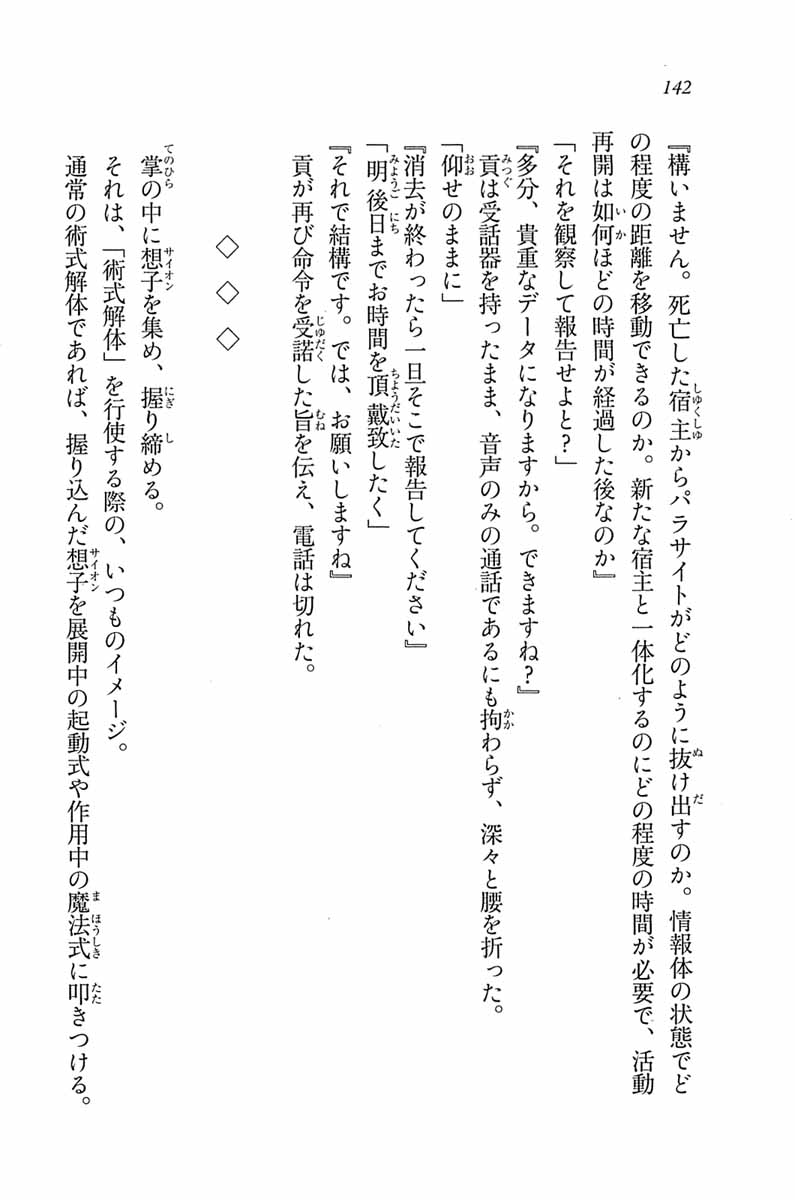 142
『構いません。死亡した宿主からパラサイトがどのように抜け出すのか。情報体の状態でど
の程度の距離を移動できるのか。新たな宿主と一体化するのにどの程度の時間が必要で、活動
再開は如何ほどの時間が経過した後なのか』
「それを観察して報告せよと？」
『多分、貴重なデータになりますから。できますね？』
貢は受話器を持ったまま、音声のみの通話であるにも拘わらず、深々と腰を折った。
「仰せのままに」
『消去が終わったら一旦そこで報告してください』
「明後日までお時間を頂戴致したく」
『それで結構です。では、お願いしますね』
貢が再び命令を受諾した旨を伝え、電話は切れた。
◇ ◇ ◇
掌の中に想子を集め、握り締める。
それは、「術式解体」を行使する際の、いつものイメージ。
通常の術式解体であれば、握り込んだ想子を展開中の起動式や作用中の魔法式に叩きつける。